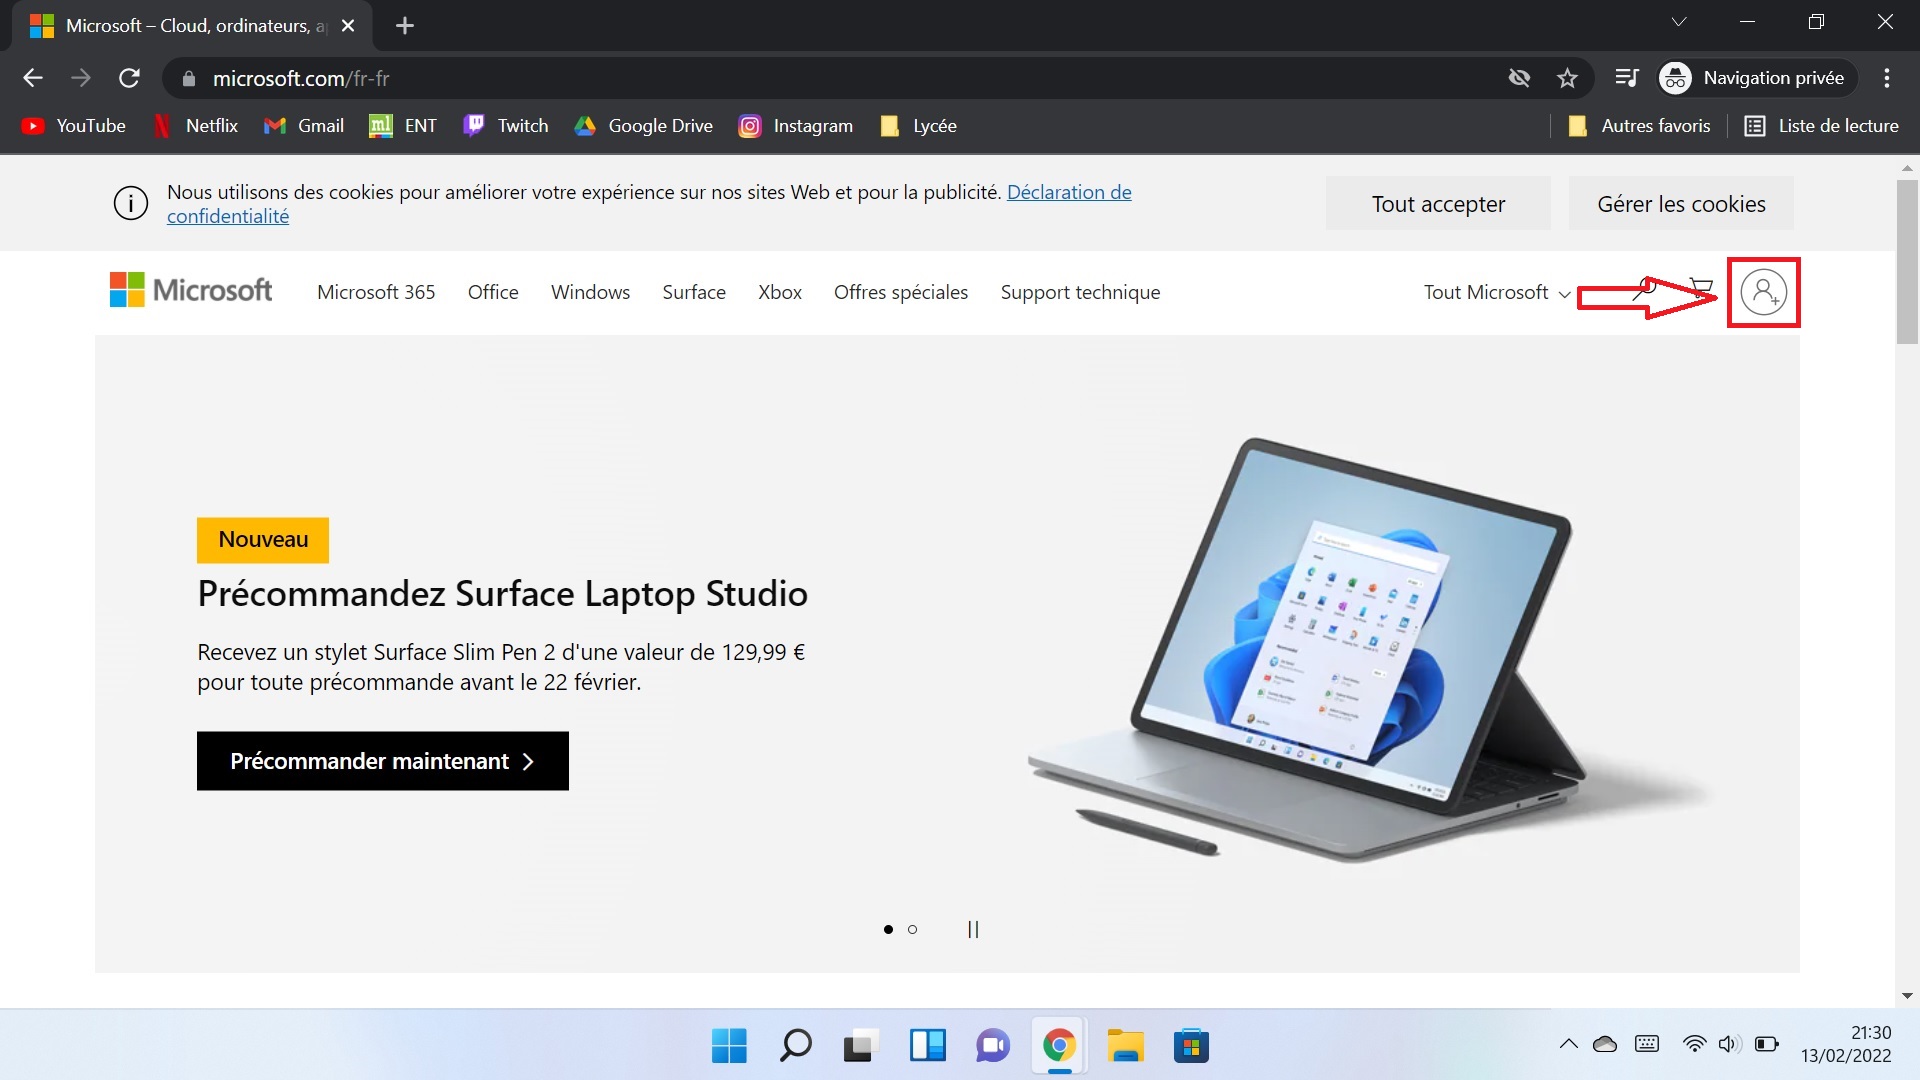 Microsoft – Cloud, ordinateurs, a
microsoft.com/fr-fr
Navigation privée
YouTube
Netflix
Gmail
ENT
Twitch
Google Drive
Instagram
Lycée
Autres favoris
Liste de lecture
Nous utilisons des cookies pour améliorer votre expérience sur nos sites Web et pour la publicité. Déclaration de
confidentialité
Tout accepter
Gérer les cookies
Microsoft
Microsoft 365
Office
Windows
Surface
Xbox
Offres spéciales
Support technique
Tout Microsoft
Nouveau
Précommandez Surface Laptop Studio
Recevez un stylet Surface Slim Pen 2 d'une valeur de 129,99 €
pour toute précommande avant le 22 février.
Précommander maintenant
21:30
13/02/2022